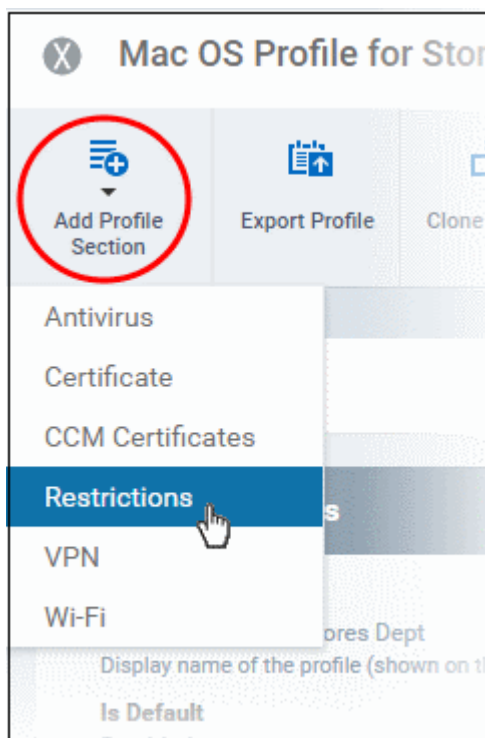 X Mac OS Profile for Stor
Add Profile
Section
Export Profile
Clone
Antivirus
Certificate
CCM Certificates
Restrictions
s
VPN
Wi-Fi
ores Dept
Display name of the profile (shown on t
Is Default